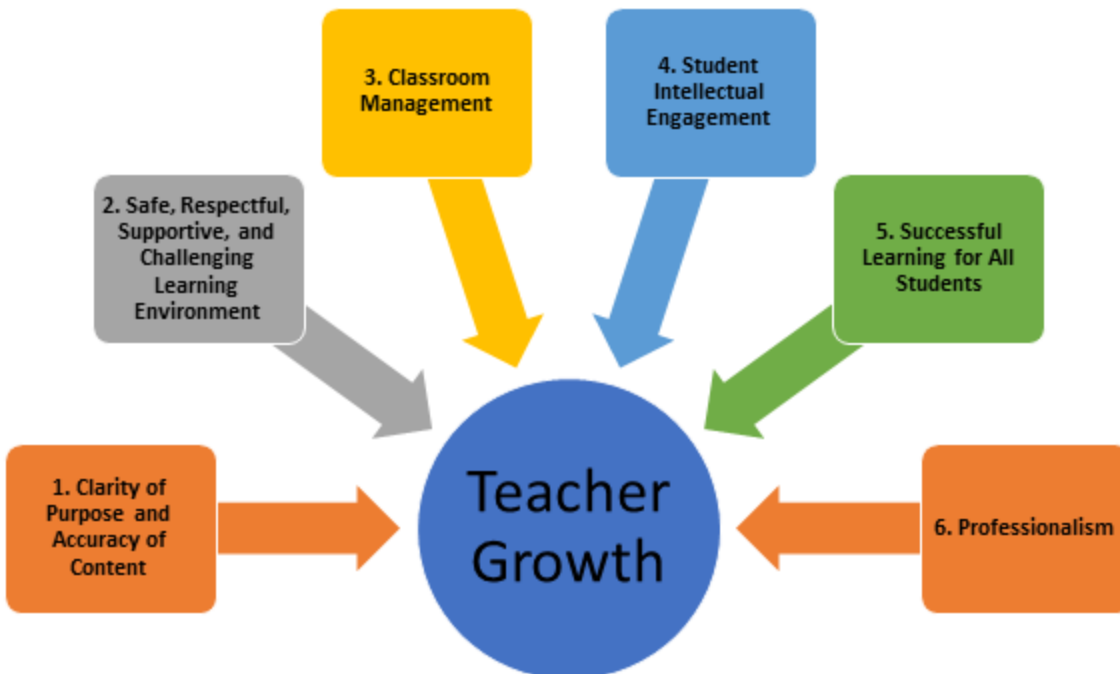 1. Clarity of
Purpose and
Accuracy of
Content
2. Safe, Respectful,
Supportive, and
Challenging
Learning
Environment
3. Classroom
Management
4. Student
Intellectual
Engagement
5. Successful
Learning for All
Students
6. Professionalism
Teacher
Growth